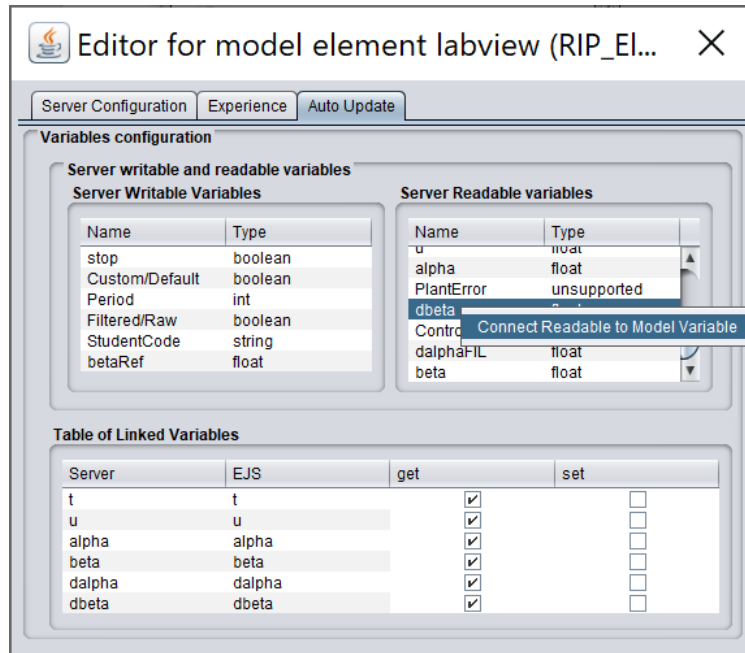 Editor for model element labview (RIP_El...
Server Configuration Experience Auto Update
Variables configuration
Server writable and readable variables
Server Writable Variables
Name Type
stop boolean
Custom/Default boolean
Period int
Filtered/Raw boolean
StudentCode string
betaRef float
Server Readable variables
Name Type
u float
alpha float
PlantError unsupported
dbeta
Connect Readable to Model Variable
Contro
dalphaFIL float
beta float
Table of Linked Variables
Server EJS get set
t t
u u
alpha alpha
beta beta
dalpha dalpha
dbeta dbeta